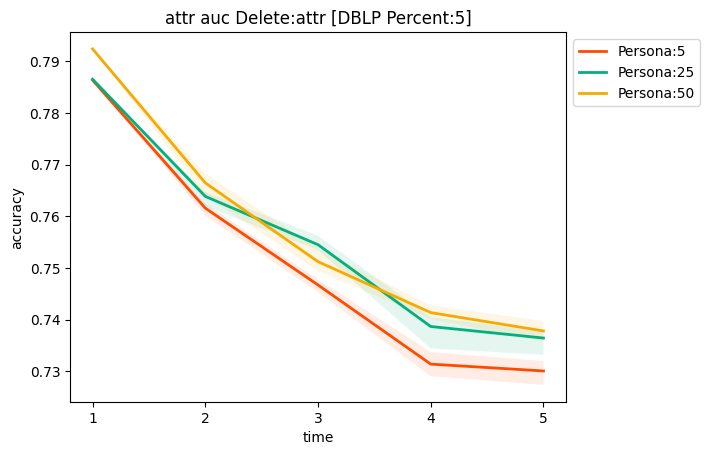 attr auc Delete:attr [DBLP Percent:5]
0.79
0.78
0.77
0.76
0.75
0.74
0.73
accuracy
1 2 3 4 5
time
Persona:5
Persona:25
Persona:50